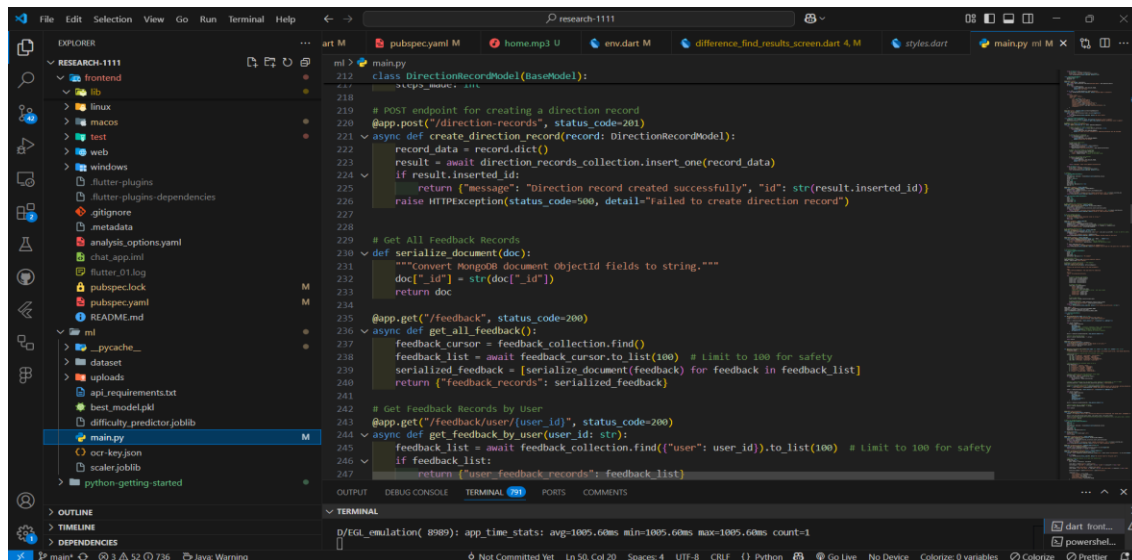 File Edit Selection View Go Run Terminal Help
research-1111
EXPLORER
RESEARCH-1111
frontend
lib
linux
macos
test
web
windows
.flutter-plugins
.flutter-plugins-dependencies
.gitignore
.metadata
analysis_options.yaml
chat_app.iml
flutter_01.log
pubspec.lock M
pubspec.yaml M
README.md
ml
__pycache__
dataset
uploads
api_requirements.txt
best_model.pkl
difficulty_predictor.joblib
main.py M
ocr-key.json
scaler.joblib
python-getting-started
OUTLINE
TIMELINE
DEPENDENCIES
art M pubspec.yaml M home.mp3 U env.dart M difference_find_results_screen.dart 4, M styles.dart main.py ml M
ml > main.py
212 class DirectionRecordModel(BaseModel):
217 steps_made: int
218
219 # POST endpoint for creating a direction record
220 @app.post("/direction-records", status_code=201)
221 async def create_direction_record(record: DirectionRecordModel):
222 record_data = record.dict()
223 result = await direction_records_collection.insert_one(record_data)
224 if result.inserted_id:
225 return {"message": "Direction record created successfully", "id": str(result.inserted_id)}
226 raise HTTPException(status_code=500, detail="Failed to create direction record")
227
228
229 # Get All Feedback Records
230 def serialize_document(doc):
231 """Convert MongoDB document ObjectId fields to string."""
232 doc["_id"] = str(doc["_id"])
233 return doc
234
235 @app.get("/feedback", status_code=200)
236 async def get_all_feedback():
237 feedback_cursor = feedback_collection.find()
238 feedback_list = await feedback_cursor.to_list(100) # Limit to 100 for safety
239 serialized_feedback = [serialize_document(feedback) for feedback in feedback_list]
240 return {"feedback_records": serialized_feedback}
241
242 # Get Feedback Records by User
243 @app.get("/feedback/user/{user_id}", status_code=200)
244 async def get_feedback_by_user(user_id: str):
245 feedback_list = await feedback_collection.find({"user": user_id}).to_list(100) # Limit to 100 for safety
246 if feedback_list:
247 return {"user_feedback_records": feedback_list}
OUTPUT DEBUG CONSOLE TERMINAL 791 PORTS COMMENTS
TERMINAL
D/EGL_emulation( 8989): app_time_stats: avg=1005.60ms min=1005.60ms max=1005.60ms count=1
dart front...
powershel...
main* 3 52 736 Java: Warning Not Committed Yet Ln 50, Col 20 Spaces: 4 UTF-8 CRLF {} Python Go Live No Device Colorize: 0 variables Colorize Prettier